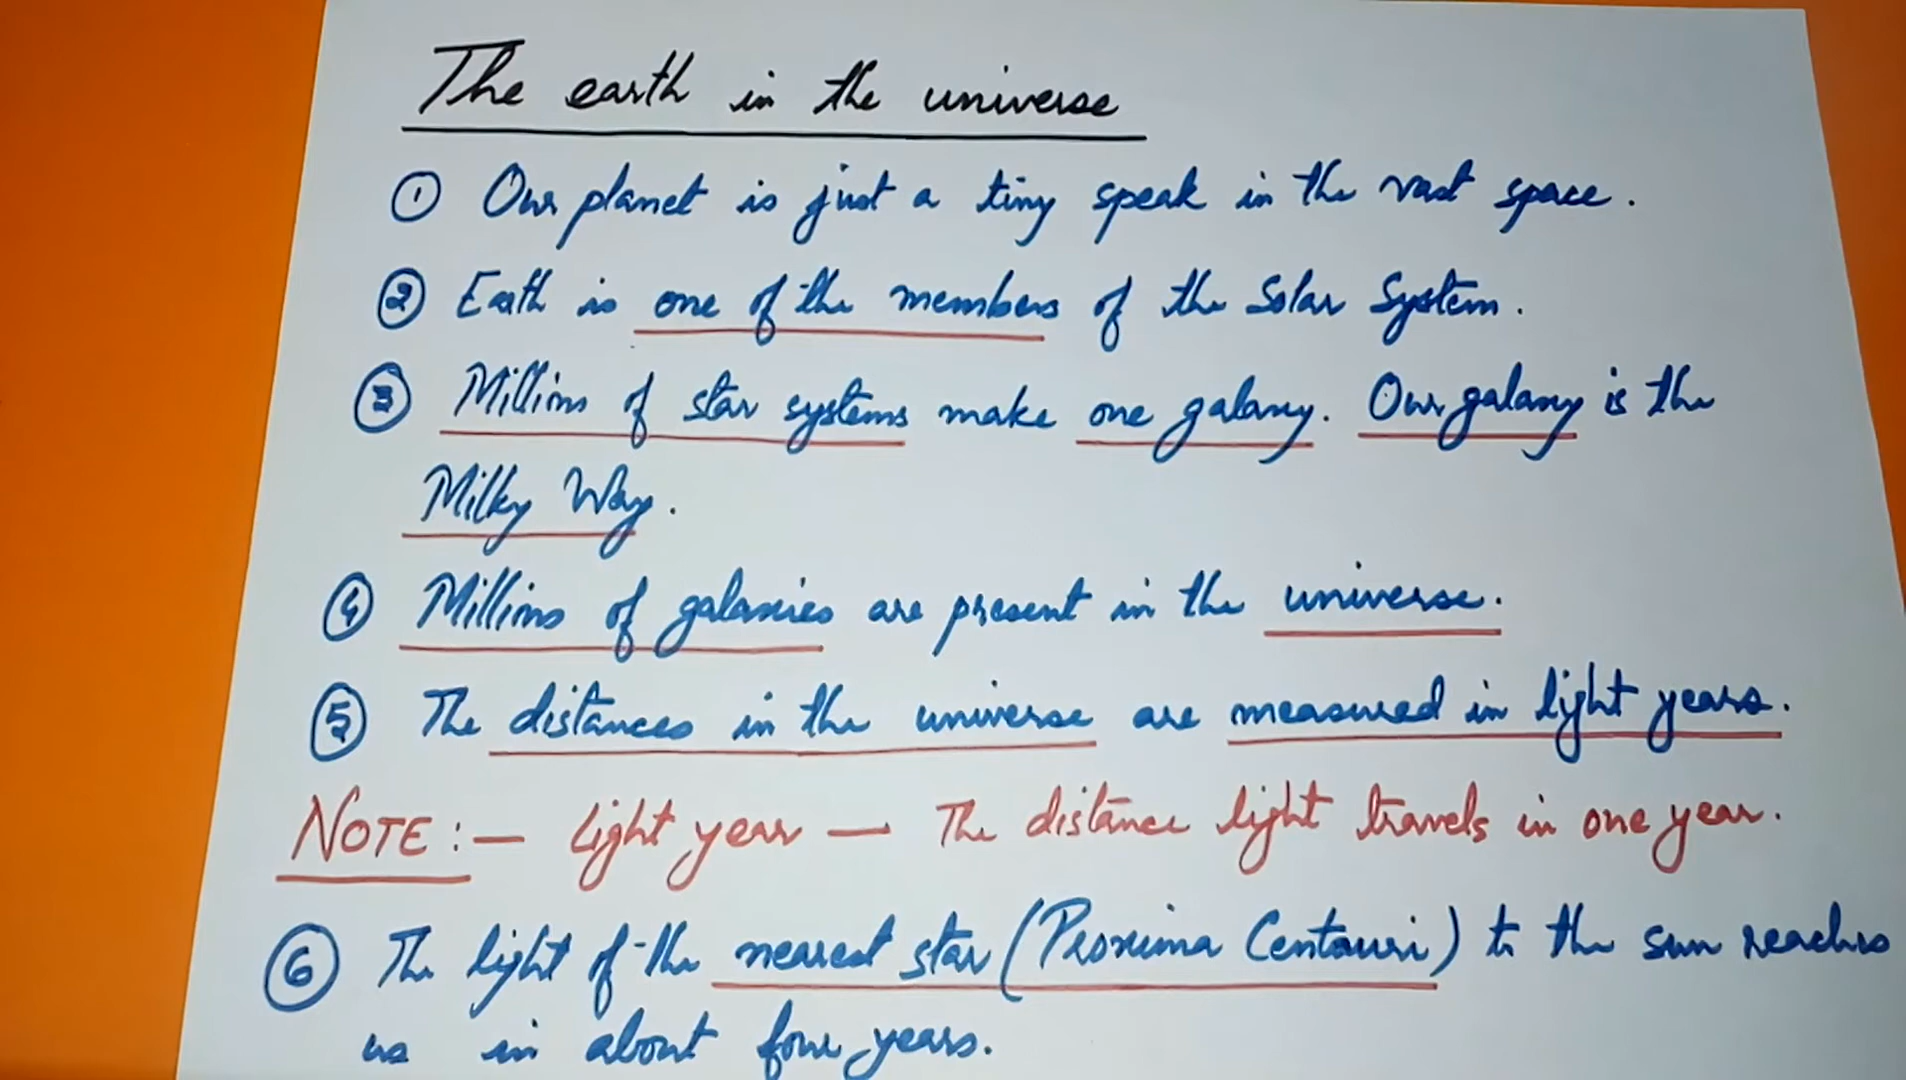 The earth in the universe
① Our planet is just a tiny speak in the vast space.
② Earth is one of the members of the Solar System.
③ Millions of star systems make one galaxy. Our galaxy is the
Milky Way.
④ Millions of galaxies are present in the universe.
⑤ The distances in the universe are measured in light years.
NOTE:— Light year — The distance light travels in one year.
⑥ The light of the nearest star (Proxima Centauri) to the sun reaches
us in about four years.